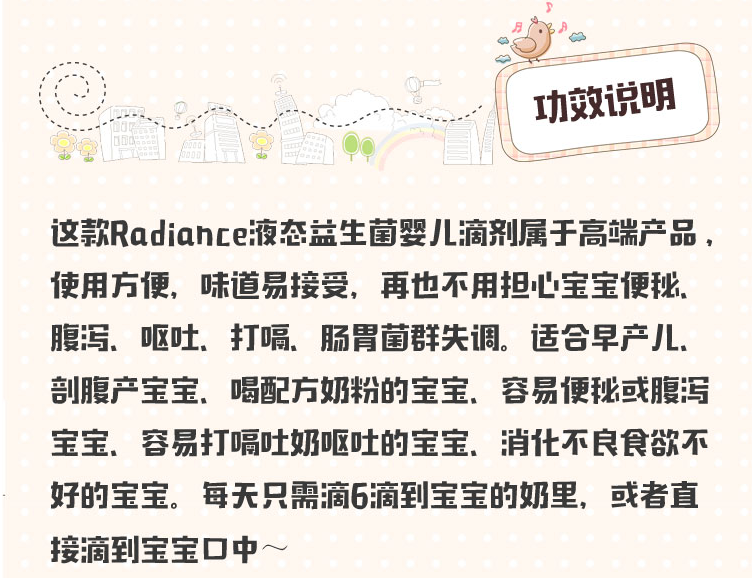 功效说明
这款Radiance液态益生菌婴儿滴剂属于高端产品，
使用方便，味道易接受，再也不用担心宝宝便秘、
腹泻、呕吐、打嗝、肠胃菌群失调。适合早产儿、
剖腹产宝宝、喝配方奶粉的宝宝、容易便秘或腹泻
宝宝、容易打嗝吐奶呕吐的宝宝、消化不良食欲不
好的宝宝。每天只需滴6滴到宝宝的奶里，或者直
接滴到宝宝口中～